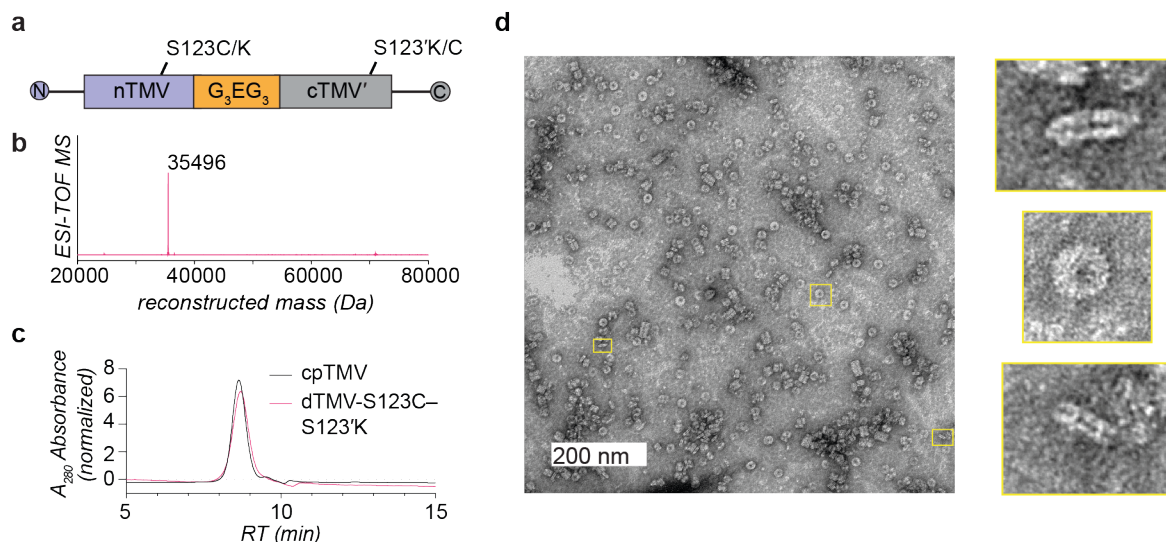 a
S123C/K
S123′K/C
N
nTMV
G₃EG₃
cTMV′
C
b
ESI-TOF MS
35496
20000
40000
60000
80000
reconstructed mass (Da)
c
A₂₈₀ Absorbance
(normalized)
8
6
4
2
0
cpTMV
dTMV-S123C–
S123′K
5
10
15
RT (min)
d
200 nm